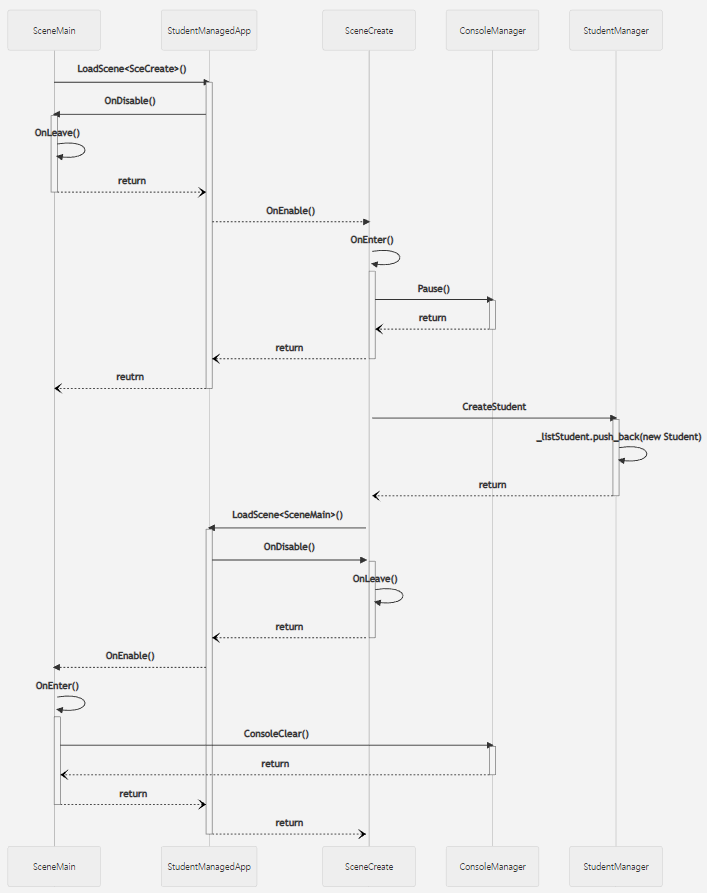 SceneMain
StudentManagedApp
SceneCreate
ConsoleManager
StudentManager
LoadScene<SceCreate>()
OnDisable()
OnLeave()
return
OnEnable()
OnEnter()
Pause()
return
return
reutrn
CreateStudent
_listStudent.push_back(new Student)
return
LoadScene<SceneMain>()
OnDisable()
OnLeave()
return
OnEnable()
OnEnter()
ConsoleClear()
return
return
return
SceneMain
StudentManagedApp
SceneCreate
ConsoleManager
StudentManager